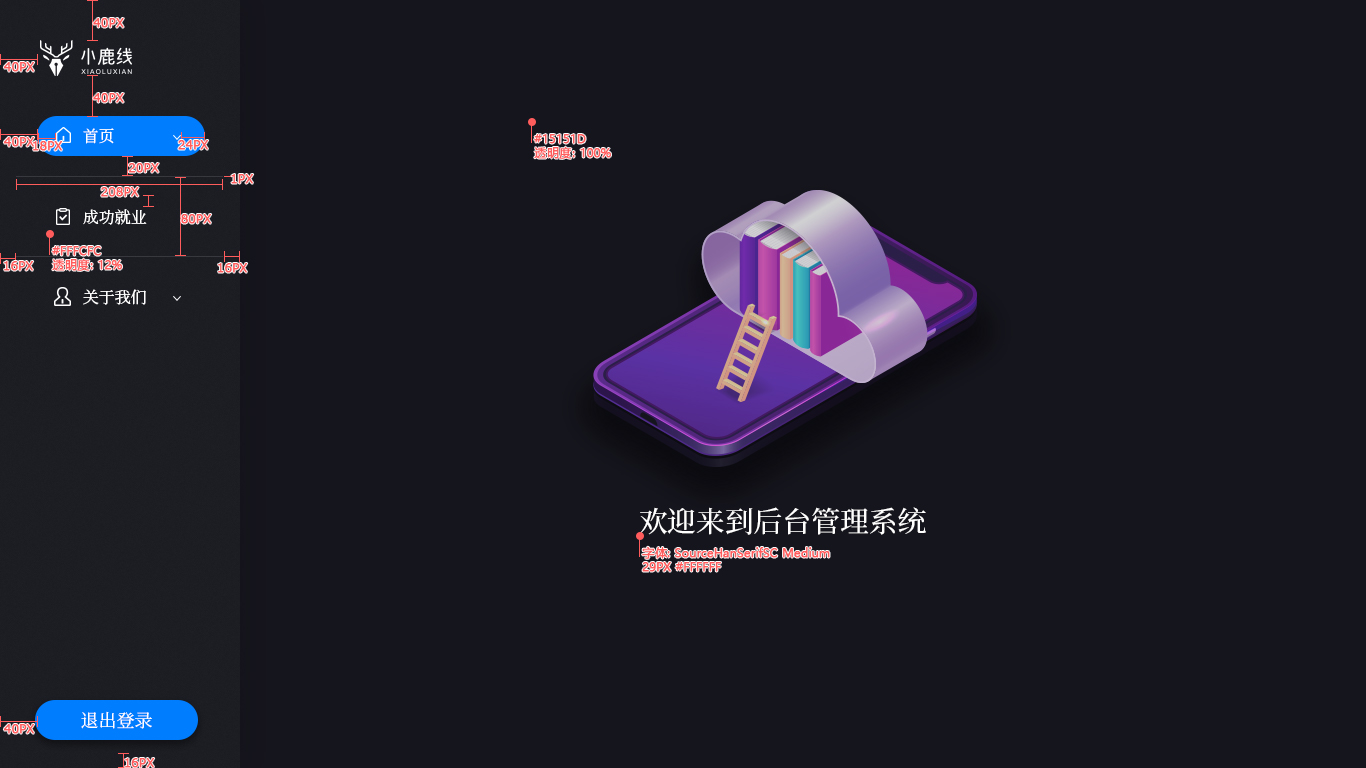 40PX
小鹿线
XIAOLUXIAN
40PX
40PX
首页
40PX
18PX
24PX
20PX
1PX
208PX
成功就业
80PX
#FFFCFC
透明度: 12%
16PX
16PX
关于我们
退出登录
40PX
16PX
#15151D
透明度: 100%
欢迎来到后台管理系统
字体: SourceHanSerifSC Medium
29PX #FFFFFF